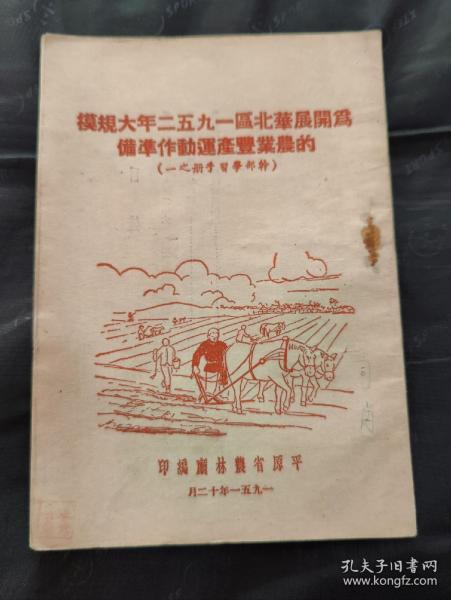 爲開展華北區一九五二年大規模
的農業豐產運動作準備
(幹部學習手册之一)
平原省農林廳編印
一九五一年十二月
孔夫子旧书网
www.kongfz.com